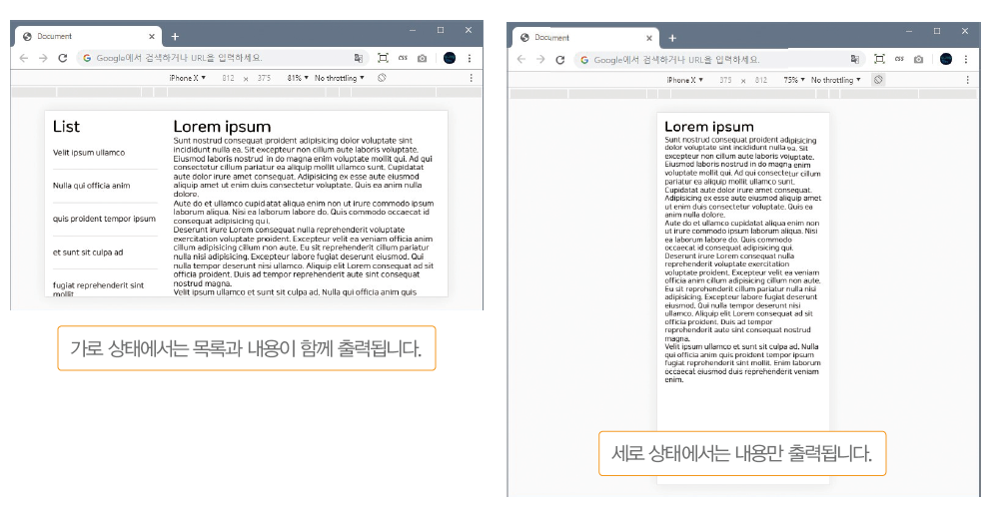 Document
Google에서 검색하거나 URL을 입력하세요.
css
iPhone X ▼ 812 × 375 81% ▼ No throttling ▼
List
Velit ipsum ullamco
Nulla qui officia anim
quis proident tempor ipsum
et sunt sit culpa ad
fugiat reprehenderit sint
mollit
Lorem ipsum
Sunt nostrud consequat proident adipisicing dolor voluptate sint
incididunt nulla ea. Sit excepteur non cillum aute laboris voluptate.
Eiusmod laboris nostrud in do magna enim voluptate mollit qui. Ad qui
consectetur cillum pariatur ea aliquip mollit ullamco sunt. Cupidatat
aute dolor irure amet consequat. Adipisicing ex esse aute eiusmod
aliquip amet ut enim duis consectetur voluptate. Quis ea anim nulla
dolore.
Aute do et ullamco cupidatat aliqua enim non ut irure commodo ipsum
laborum aliqua. Nisi ea laborum labore do. Quis commodo occaecat id
consequat adipisicing qui.
Deserunt irure Lorem consequat nulla reprehenderit voluptate
exercitation voluptate proident. Excepteur velit ea veniam officia anim
cillum adipisicing cillum non aute. Eu sit reprehenderit cillum pariatur
nulla nisi adipisicing. Excepteur labore fugiat deserunt eiusmod. Qui
nulla tempor deserunt nisi ullamco. Aliquip elit Lorem consequat ad sit
officia proident. Duis ad tempor reprehenderit aute sint consequat
nostrud magna.
Velit ipsum ullamco et sunt sit culpa ad. Nulla qui officia anim quis
가로 상태에서는 목록과 내용이 함께 출력됩니다.
Document
Google에서 검색하거나 URL을 입력하세요.
css
iPhone X ▼ 375 × 812 75% ▼ No throttling ▼
Lorem ipsum
Sunt nostrud consequat proident adipisicing
dolor voluptate sint incididunt nulla ea. Sit
excepteur non cillum aute laboris voluptate.
Eiusmod laboris nostrud in do magna enim
voluptate mollit qui. Ad qui consectetur cillum
pariatur ea aliquip mollit ullamco sunt.
Cupidatat aute dolor irure amet consequat.
Adipisicing ex esse aute eiusmod aliquip amet
ut enim duis consectetur voluptate. Quis ea
anim nulla dolore.
Aute do et ullamco cupidatat aliqua enim non
ut irure commodo ipsum laborum aliqua. Nisi
ea laborum labore do. Quis commodo
occaecat id consequat adipisicing qui.
Deserunt irure Lorem consequat nulla
reprehenderit voluptate exercitation
voluptate proident. Excepteur velit ea veniam
officia anim cillum adipisicing cillum non aute.
Eu sit reprehenderit cillum pariatur nulla nisi
adipisicing. Excepteur labore fugiat deserunt
eiusmod. Qui nulla tempor deserunt nisi
ullamco. Aliquip elit Lorem consequat ad sit
officia proident. Duis ad tempor
reprehenderit aute sint consequat nostrud
magna.
Velit ipsum ullamco et sunt sit culpa ad. Nulla
qui officia anim quis proident tempor ipsum
fugiat reprehenderit sint mollit. Enim laborum
occaecat eiusmod duis reprehenderit veniam
enim.
세로 상태에서는 내용만 출력됩니다.